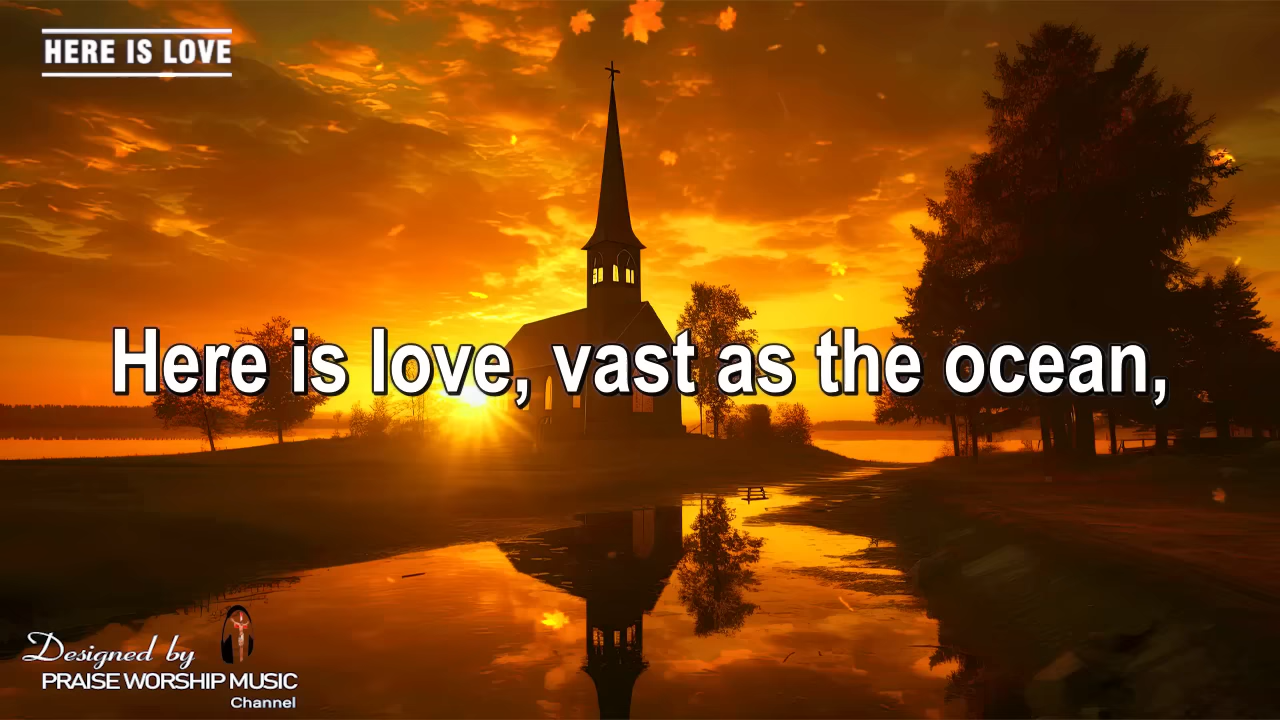 HERE IS LOVE
Here is love, vast as the ocean,
Designed by
PRAISE WORSHIP MUSIC
Channel